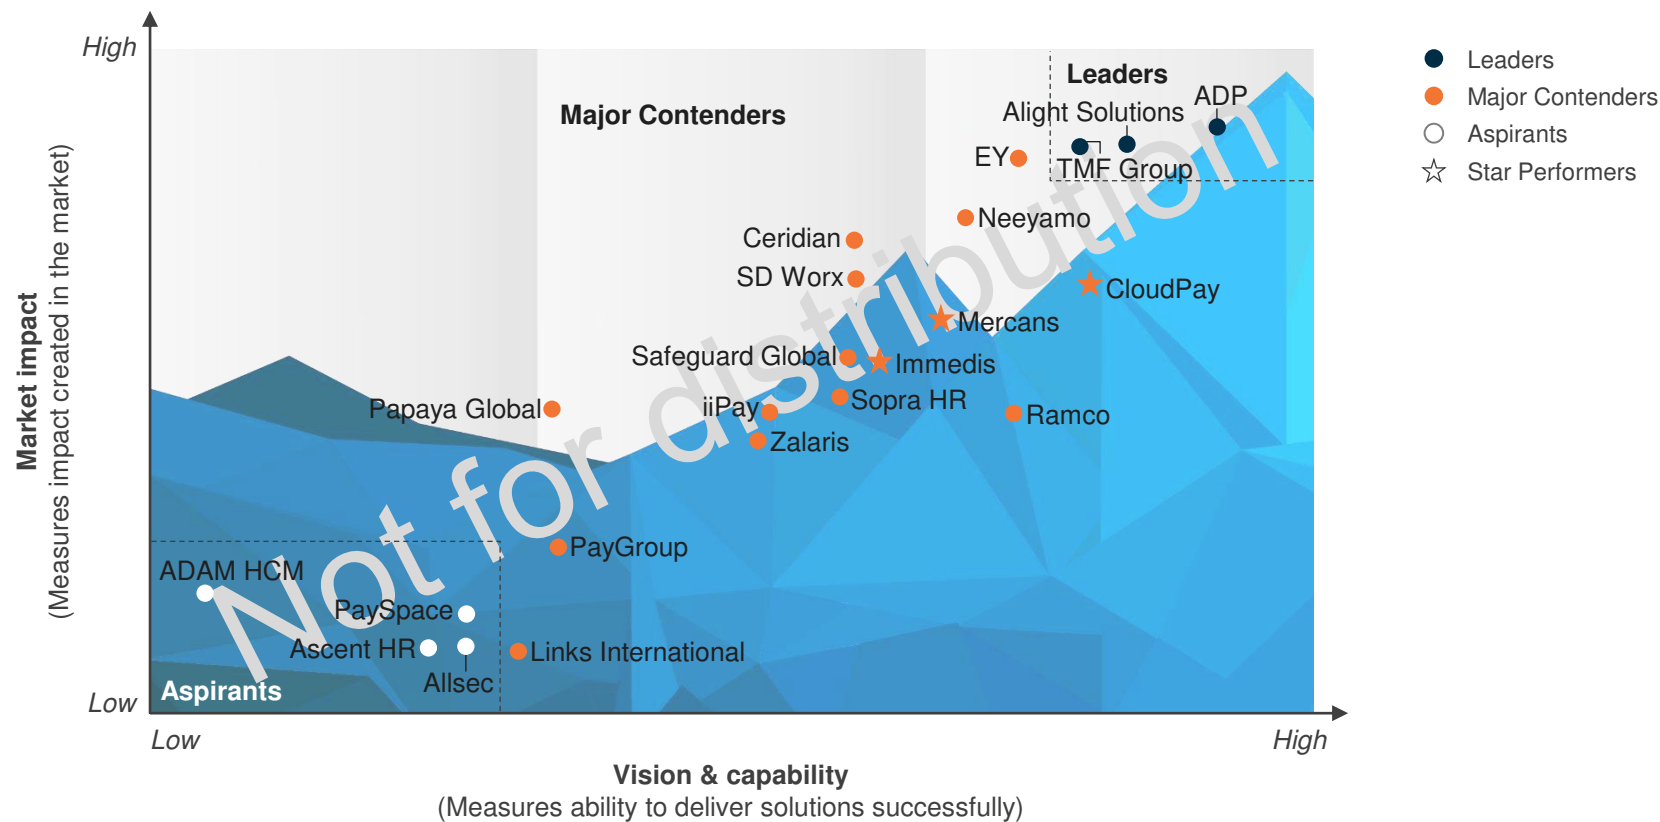 High
Major Contenders
Leaders
Alight Solutions
ADP
EY
TMF Group
Neeyamo
Ceridian
SD Worx
CloudPay
Mercans
Safeguard Global
Immedis
Papaya Global
iiPay
Sopra HR
Ramco
Zalaris
PayGroup
ADAM HCM
PaySpace
Ascent HR
Links International
Allsec
Aspirants
Not for distribution
Low
Low
High
Market impact
(Measures impact created in the market)
Vision & capability
(Measures ability to deliver solutions successfully)
Leaders
Major Contenders
Aspirants
Star Performers